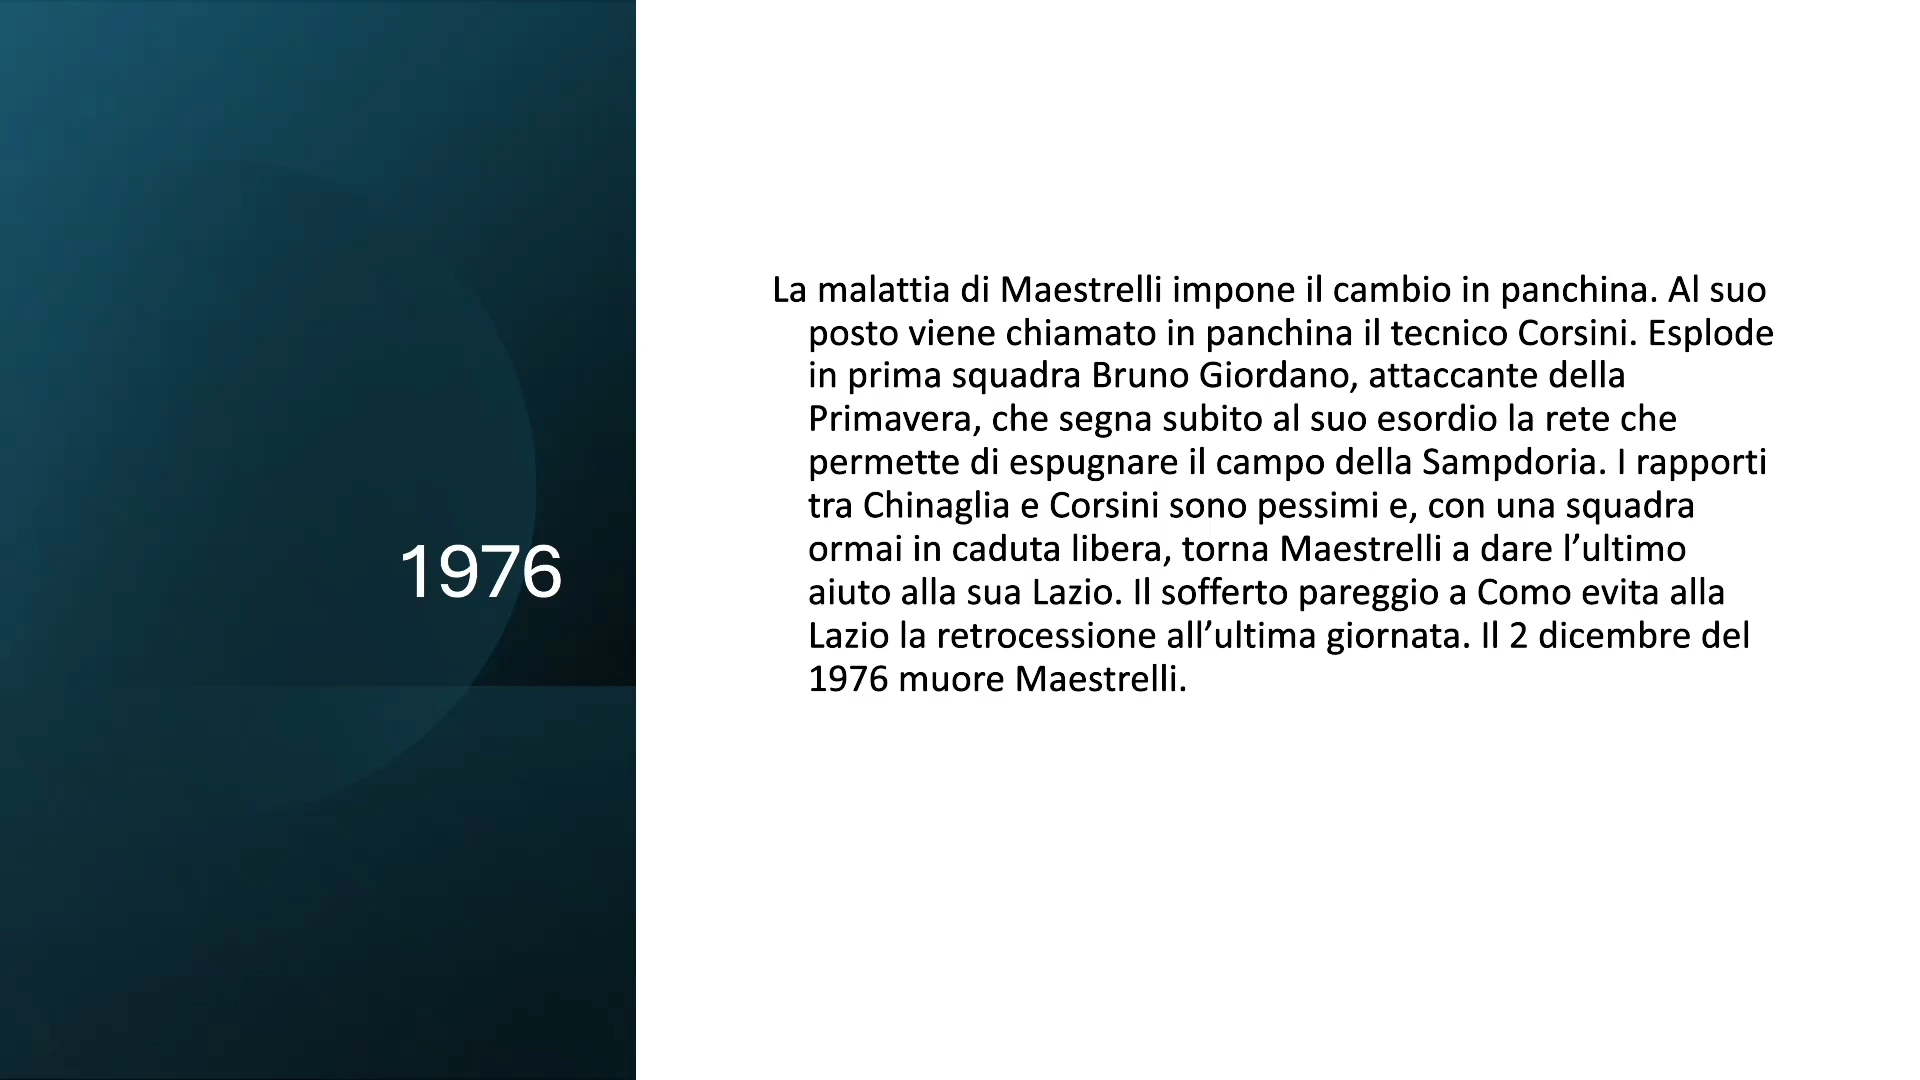 1976
La malattia di Maestrelli impone il cambio in panchina. Al suo
posto viene chiamato in panchina il tecnico Corsini. Esplode
in prima squadra Bruno Giordano, attaccante della
Primavera, che segna subito al suo esordio la rete che
permette di espugnare il campo della Sampdoria. I rapporti
tra Chinaglia e Corsini sono pessimi e, con una squadra
ormai in caduta libera, torna Maestrelli a dare l’ultimo
aiuto alla sua Lazio. Il sofferto pareggio a Como evita alla
Lazio la retrocessione all’ultima giornata. Il 2 dicembre del
1976 muore Maestrelli.